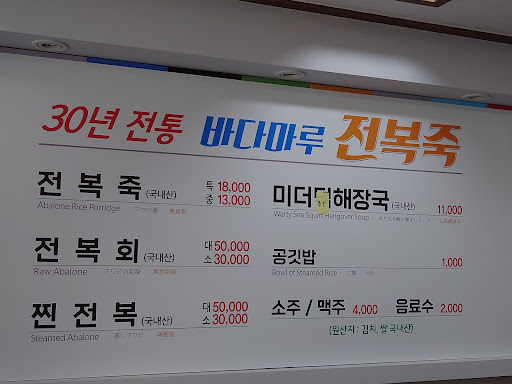 30년 전통 바다마루 전복죽
전복죽 (국내산) 특 18,000
중 13,000
Abalone Rice Porridge
전복회 (국내산) 대 50,000
소 30,000
Raw Abalone
찐전복 (국내산) 대 50,000
소 30,000
Steamed Abalone
미더덕해장국 (국내산) 11,000
Warty Sea Squirt Hangover Soup
공깃밥 1,000
Bowl of Steamed Rice
소주 / 맥주 4,000 음료수 2,000
(원산지 : 김치, 쌀 국내산)